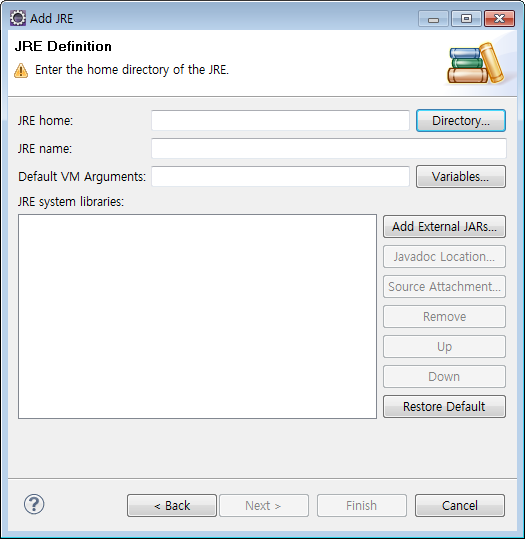 Add JRE
JRE Definition
Enter the home directory of the JRE.
JRE home:
Directory...
JRE name:
Default VM Arguments:
Variables...
JRE system libraries:
Add External JARs...
Javadoc Location...
Source Attachment...
Remove
Up
Down
Restore Default
?
< Back
Next >
Finish
Cancel